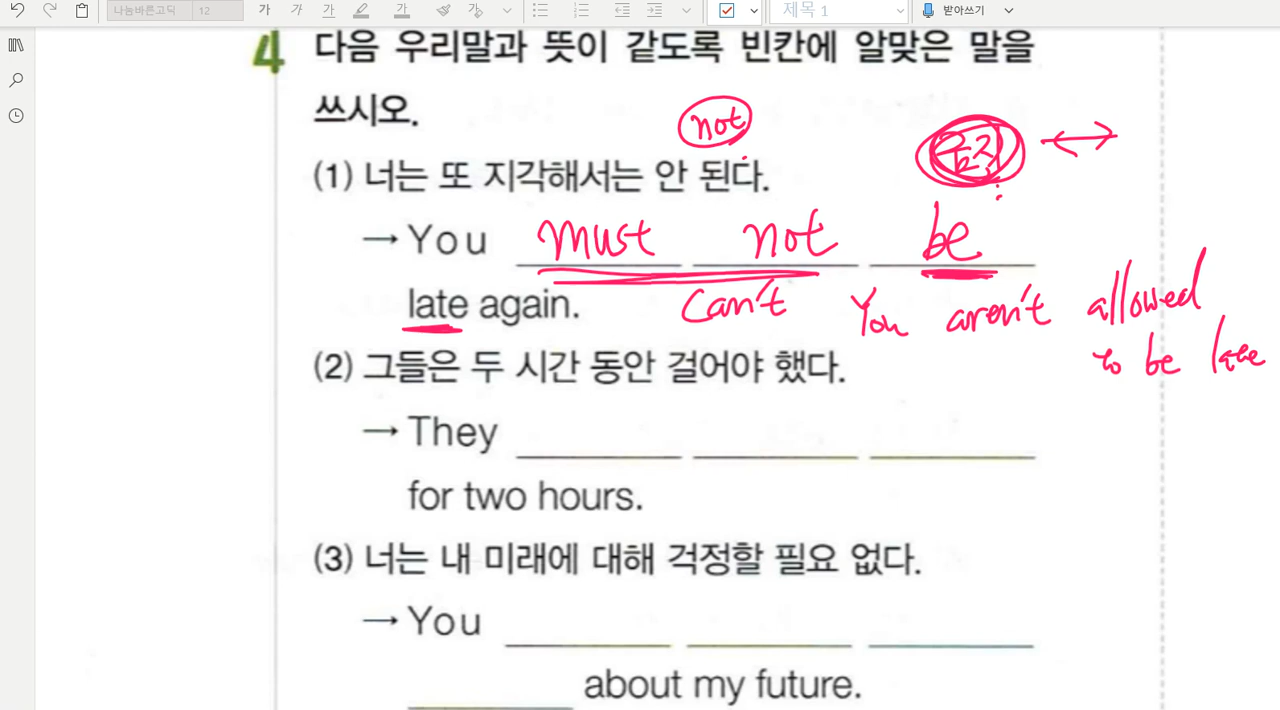 나눔바른고딕 12 가 가 가 가 제목 1 받아쓰기
4 다음 우리말과 뜻이 같도록 빈칸에 알맞은 말을
쓰시오.
not
금지
(1) 너는 또 지각해서는 안 된다.
→ You must not be
late again.
can't You aren't allowed
to be late
(2) 그들은 두 시간 동안 걸어야 했다.
→ They
for two hours.
(3) 너는 내 미래에 대해 걱정할 필요 없다.
→ You
about my future.